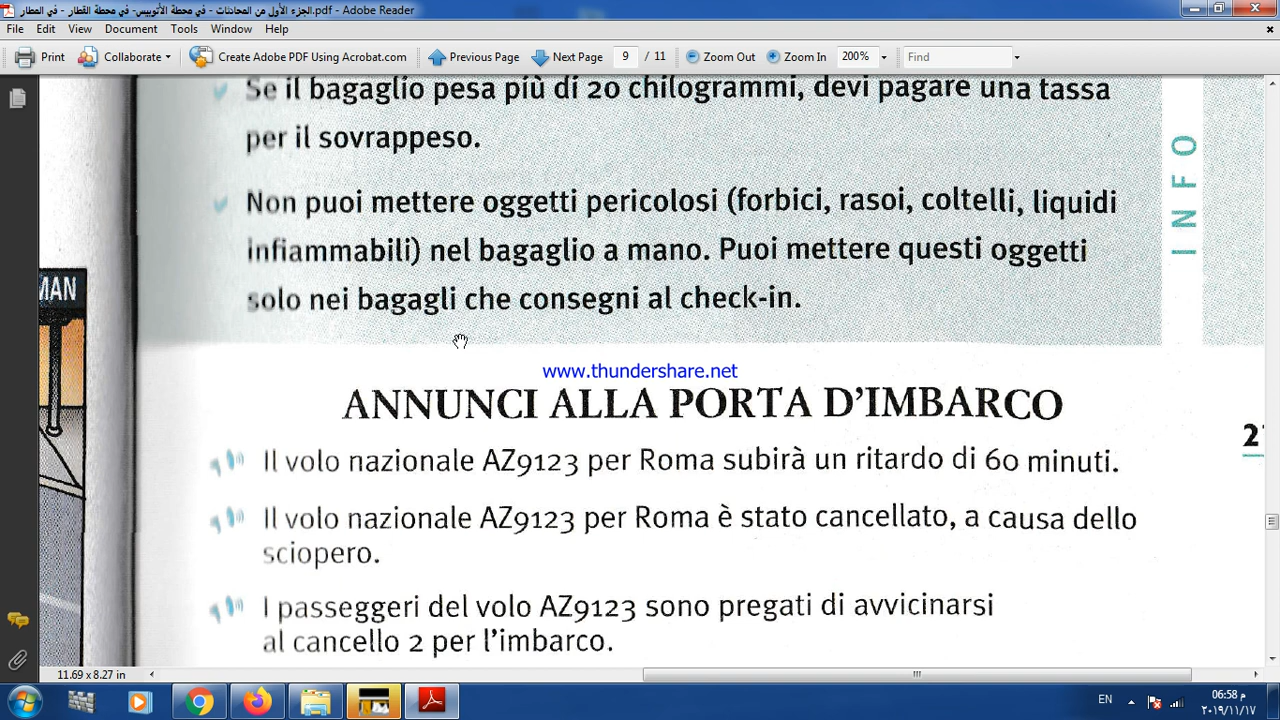 الجزء الأول من المحادثات - في محطة الأتوبيس- في محطة القطار - في المطار.pdf - Adobe Reader
File Edit View Document Tools Window Help
Print Collaborate Create Adobe PDF Using Acrobat.com Previous Page Next Page 9 / 11 Zoom Out Zoom In 200% Find
Se il bagaglio pesa più di 20 chilogrammi, devi pagare una tassa
per il sovrappeso.
Non puoi mettere oggetti pericolosi (forbici, rasoi, coltelli, liquidi
infiammabili) nel bagaglio a mano. Puoi mettere questi oggetti
solo nei bagagli che consegni al check-in.
INFO
MAN
www.thundershare.net
ANNUNCI ALLA PORTA D'IMBARCO
Il volo nazionale AZ9123 per Roma subirà un ritardo di 60 minuti.
Il volo nazionale AZ9123 per Roma è stato cancellato, a causa dello
sciopero.
I passeggeri del volo AZ9123 sono pregati di avvicinarsi
al cancello 2 per l'imbarco.
11.69 x 8.27 in
EN
06:58 م
٢٠١٩/١١/١٧